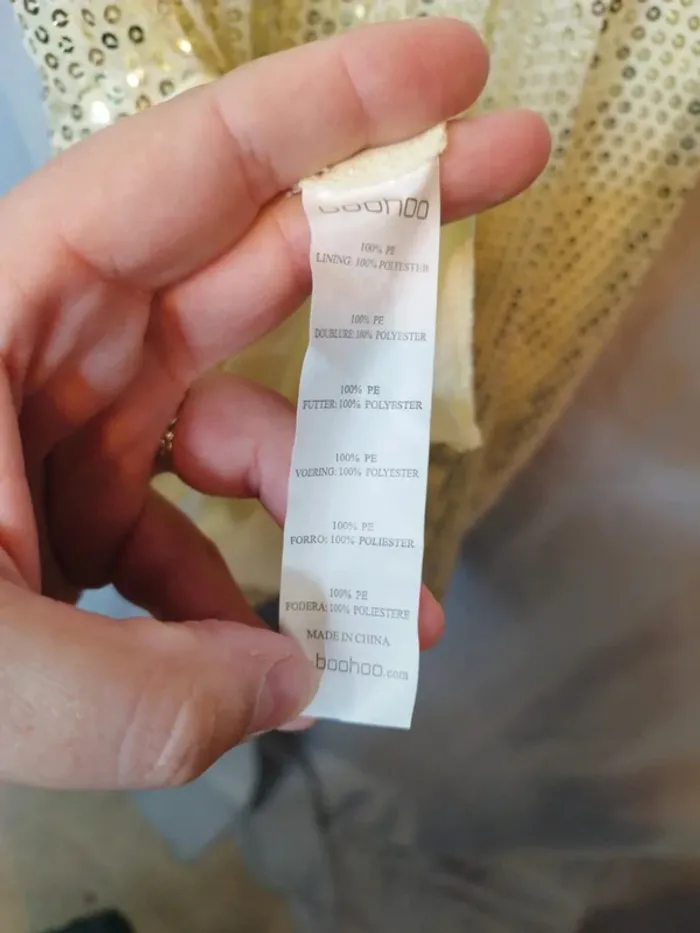 boohoo
100% PE
LINING: 100% POLYESTER
100% PE
DOUBLURE: 100% POLYESTER
100% PE
FUTTER: 100% POLYESTER
100% PE
VOERING: 100% POLYESTER
100% PE
FORRO: 100% POLIESTER
100% PE
FODERA: 100% POLIESTERE
MADE IN CHINA
boohoo.com